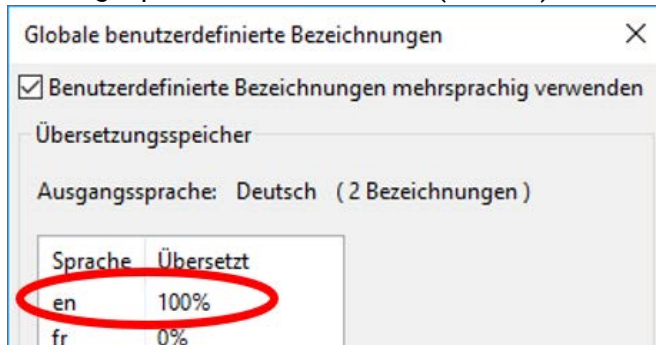 Globale benutzerdefinierte Bezeichnungen
Benutzerdefinierte Bezeichnungen mehrsprachig verwenden
Übersetzungsspeicher
Ausgangssprache: Deutsch ( 2 Bezeichnungen )
Sprache Übersetzt
en 100%
fr 0%